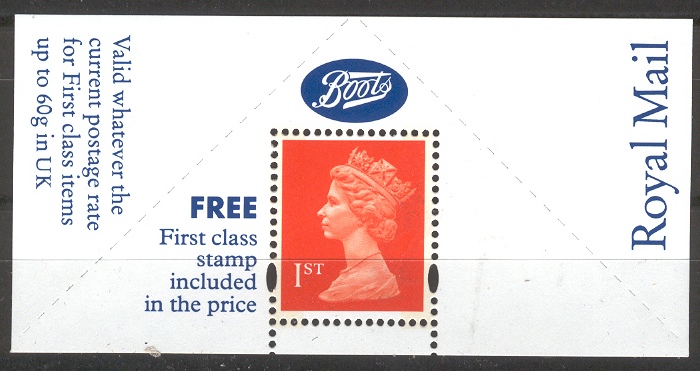 Valid whatever the
current postage rate
for First class items
up to 60g in UK
Boots
FREE
First class
stamp
included
in the price
1ST
Royal Mail